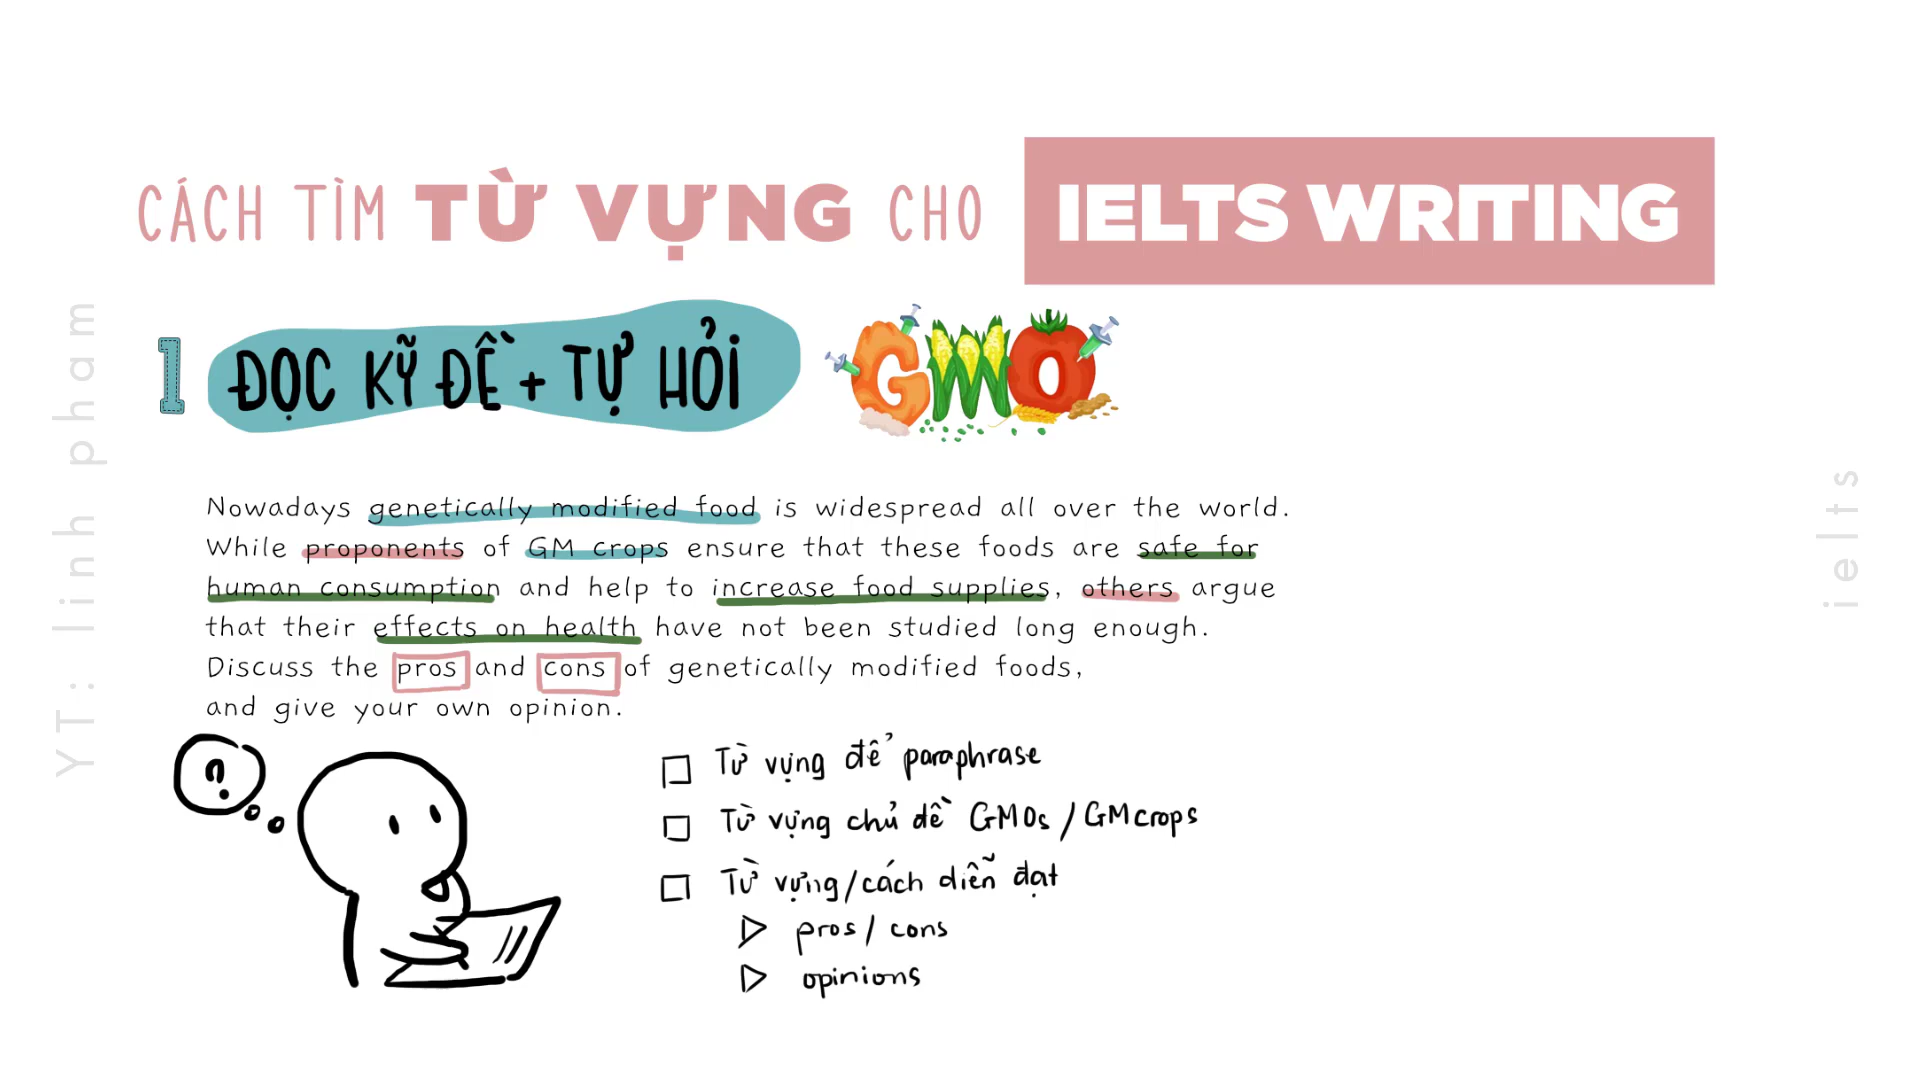 CÁCH TÌM TỪ VỰNG CHO IELTS WRITING
1 ĐỌC KỸ ĐỀ + TỰ HỎI
GMO
Nowadays genetically modified food is widespread all over the world.
While proponents of GM crops ensure that these foods are safe for
human consumption and help to increase food supplies, others argue
that their effects on health have not been studied long enough.
Discuss the pros and cons of genetically modified foods,
and give your own opinion.
?
Từ vựng để paraphrase
Từ vựng chủ đề GMOs / GM crops
Từ vựng/cách diễn đạt
pros/ cons
opinions
YT: linh pham
ielts